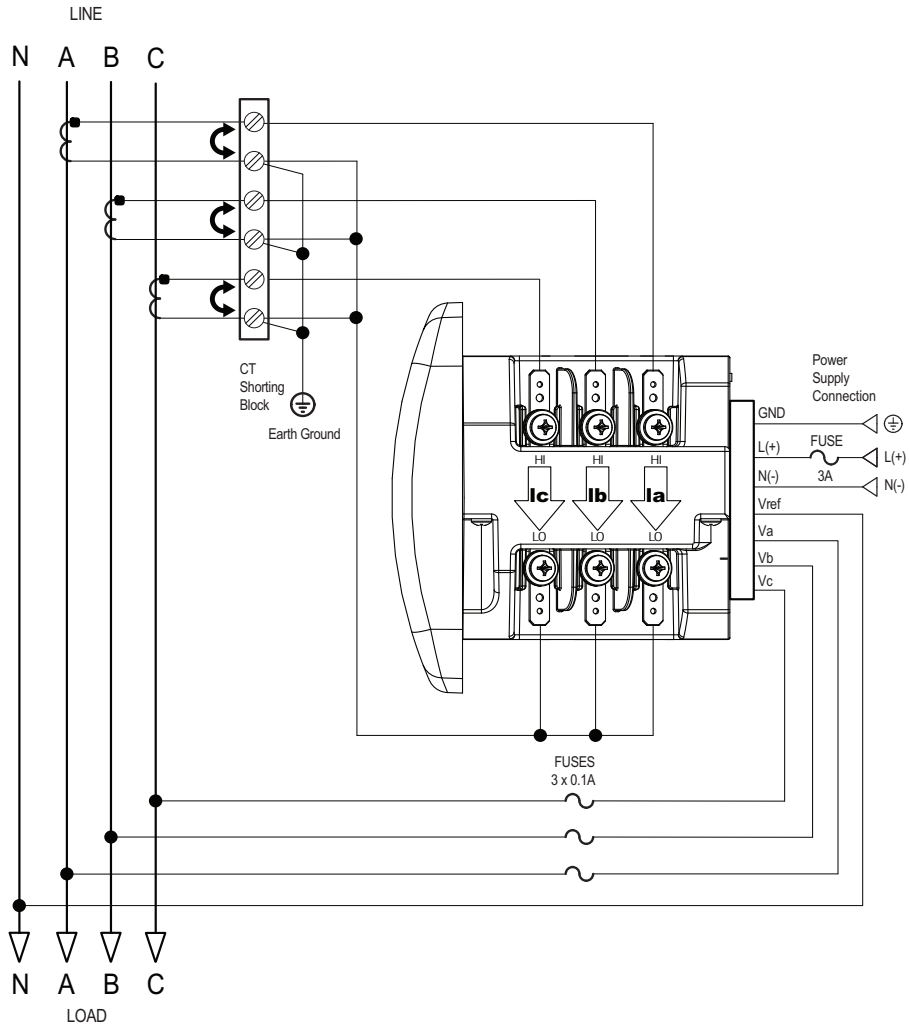 LINE
N A B C
CT
Shorting
Block
Earth Ground
Power
Supply
Connection
GND
L(+)
FUSE
3A
L(+)
N(-)
N(-)
Vref
Va
Vb
Vc
HI HI HI
Ic Ib Ia
LO LO LO
FUSES
3 x 0.1A
N A B C
LOAD